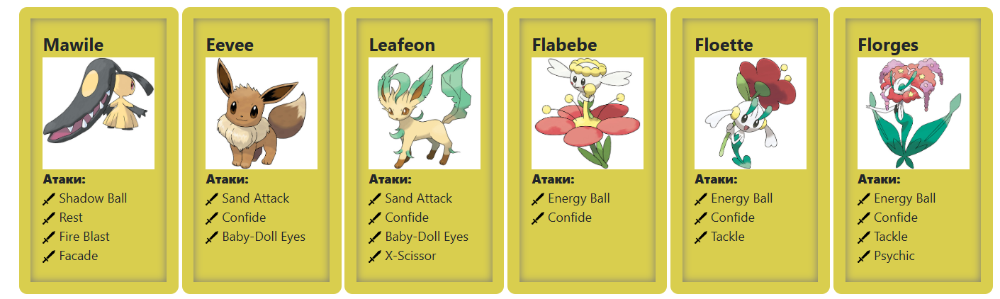 Mawile
Атаки:
Shadow Ball
Rest
Fire Blast
Facade
Eevee
Атаки:
Sand Attack
Confide
Baby-Doll Eyes
Leafeon
Атаки:
Sand Attack
Confide
Baby-Doll Eyes
X-Scissor
Flabebe
Атаки:
Energy Ball
Confide
Floette
Атаки:
Energy Ball
Confide
Tackle
Florges
Атаки:
Energy Ball
Confide
Tackle
Psychic